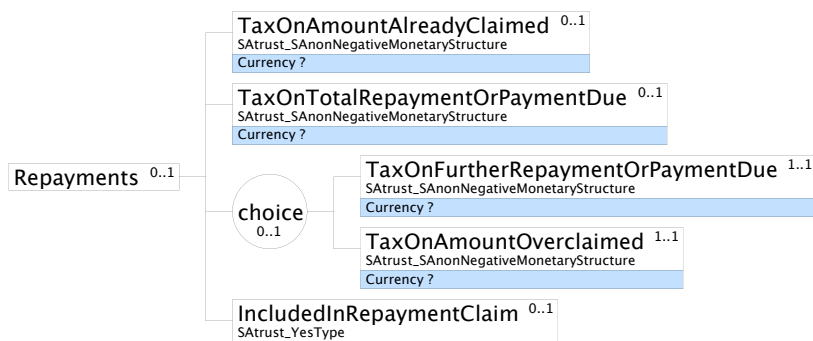 TaxOnAmountAlreadyClaimed 0..1
SAtrust_SAnonNegativeMonetaryStructure
Currency ?
TaxOnTotalRepaymentOrPaymentDue 0..1
SAtrust_SAnonNegativeMonetaryStructure
Currency ?
Repayments 0..1
choice
0..1
TaxOnFurtherRepaymentOrPaymentDue 1..1
SAtrust_SAnonNegativeMonetaryStructure
Currency ?
TaxOnAmountOverclaimed 1..1
SAtrust_SAnonNegativeMonetaryStructure
Currency ?
IncludedInRepaymentClaim 0..1
SAtrust_YesType